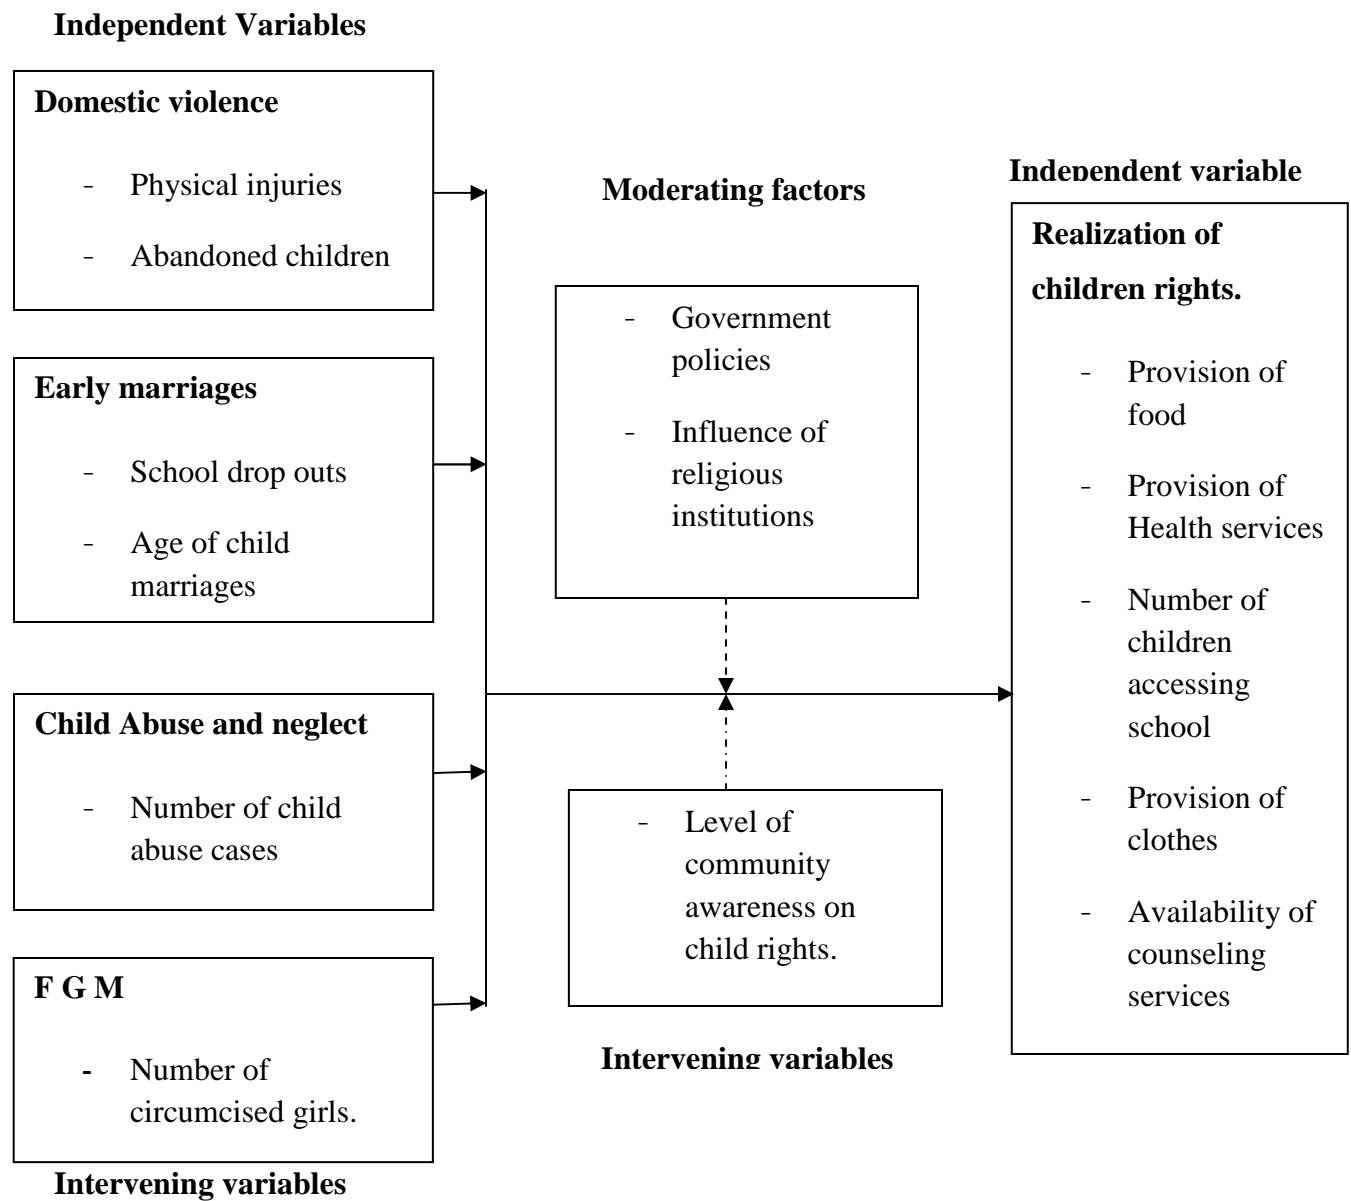 Independent Variables
Domestic violence
- Physical injuries
- Abandoned children
Early marriages
- School drop outs
- Age of child
marriages
Child Abuse and neglect
- Number of child
abuse cases
F G M
- Number of
circumcised girls.
Intervening variables
Moderating factors
- Government
policies
- Influence of
religious
institutions
- Level of
community
awareness on
child rights.
Intervening variables
Independent variable
Realization of
children rights.
- Provision of
food
- Provision of
Health services
- Number of
children
accessing
school
- Provision of
clothes
- Availability of
counseling
services